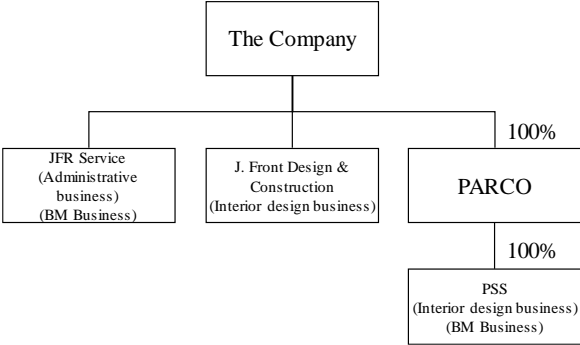 The Company
100%
JFR Service
(Administrative
business)
(BM Business)
J. Front Design &
Construction
(Interior design business)
PARCO
100%
PSS
(Interior design business)
(BM Business)